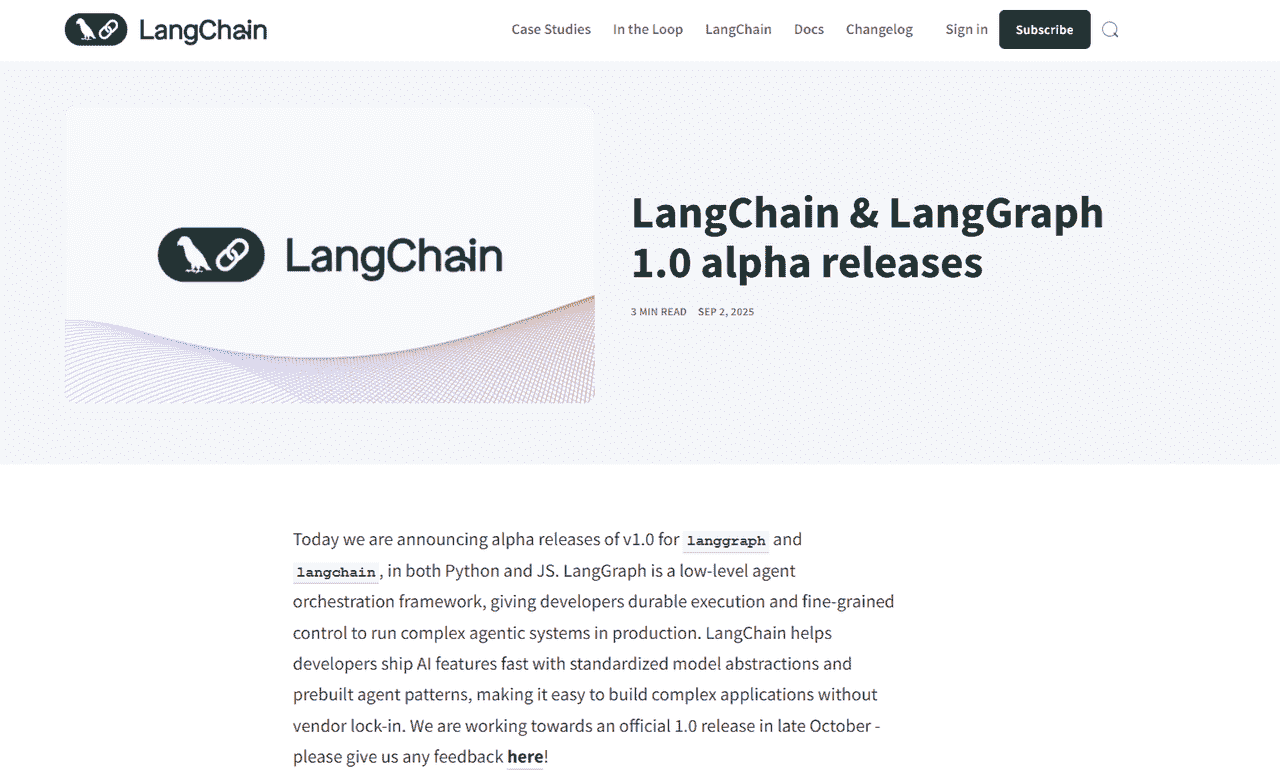 LangChain
Case Studies In the Loop LangChain Docs Changelog Sign in Subscribe
LangChain
LangChain & LangGraph
1.0 alpha releases
3 MIN READ SEP 2, 2025
Today we are announcing alpha releases of v1.0 for langgraph and
langchain, in both Python and JS. LangGraph is a low-level agent
orchestration framework, giving developers durable execution and fine-grained
control to run complex agentic systems in production. LangChain helps
developers ship AI features fast with standardized model abstractions and
prebuilt agent patterns, making it easy to build complex applications without
vendor lock-in. We are working towards an official 1.0 release in late October -
please give us any feedback here!